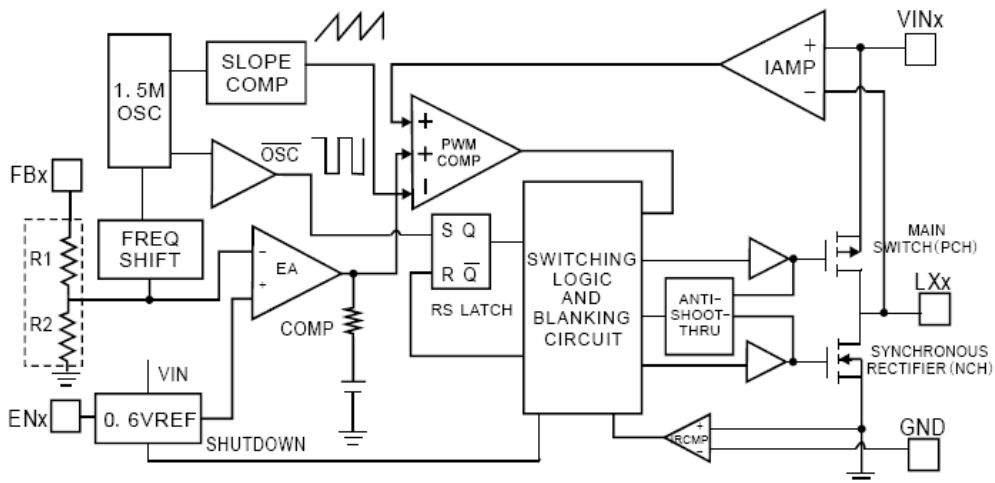 SLOPE
COMP
1.5M
OSC
IAMP
+
−
VINx
+
+
−
PWM
COMP
OSC
FBx
R1
R2
FREQ
SHIFT
−
EA
+
COMP
S Q
R Q
RS LATCH
SWITCHING
LOGIC
AND
BLANKING
CIRCUIT
ANTI-
SHOOT-
THRU
MAIN
SWITCH(PCH)
LXx
SYNCHRONOUS
RECTIFIER(NCH)
VIN
ENx
0.6VREF
SHUTDOWN
+
IRCMP
−
GND